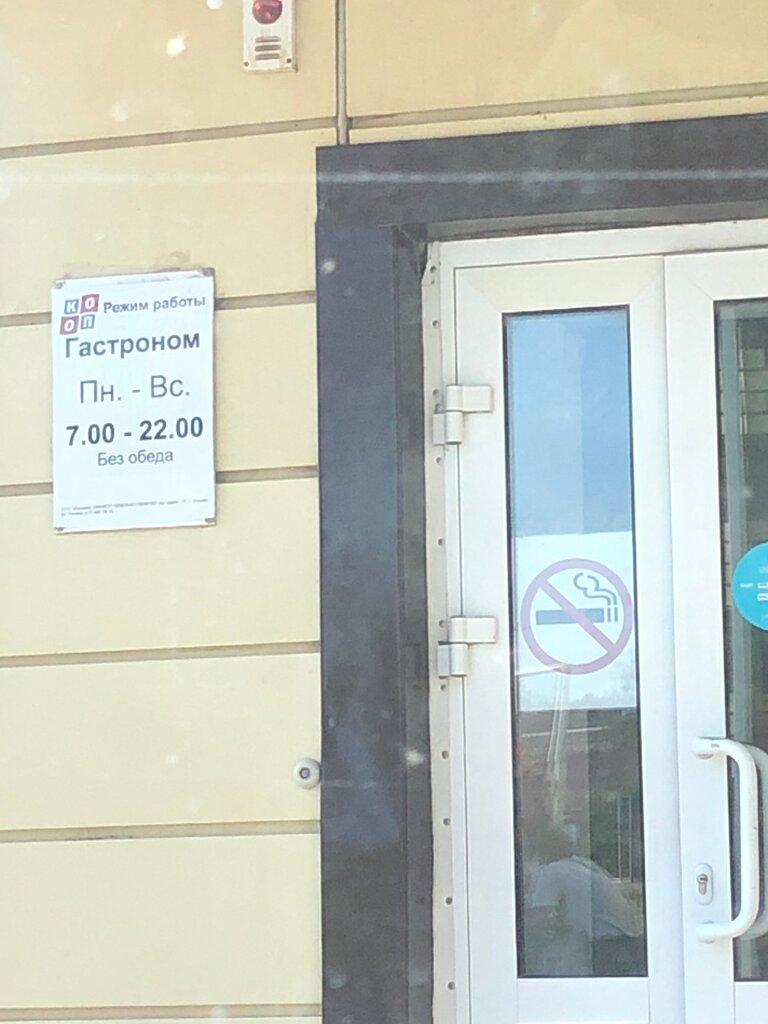 КО Режим работы
ОП
Гастроном
Пн. - Вс.
7.00 - 22.00
Без обеда